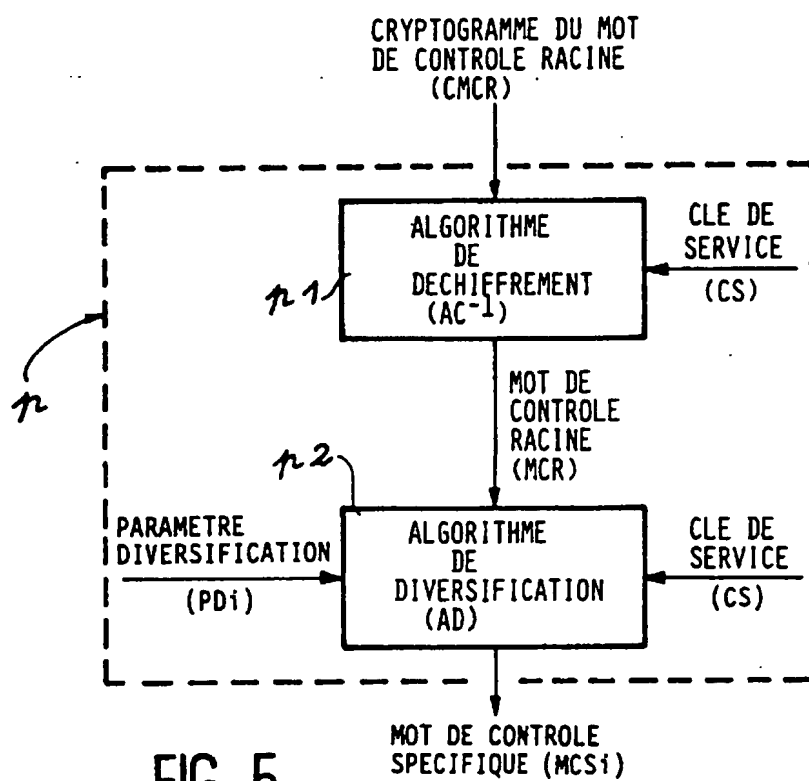 CRYPTOGRAMME DU MOT
DE CONTROLE RACINE
(CMCR)
ALGORITHME
DE
DECHIFFREMENT
(AC-1)
CLE DE
SERVICE
(CS)
p1
p
MOT DE
CONTROLE
RACINE
(MCR)
p2
PARAMETRE
DIVERSIFICATION
(PDi)
ALGORITHME
DE
DIVERSIFICATION
(AD)
CLE DE
SERVICE
(CS)
MOT DE CONTROLE
SPECIFIQUE (MCSi)
FIG. 5